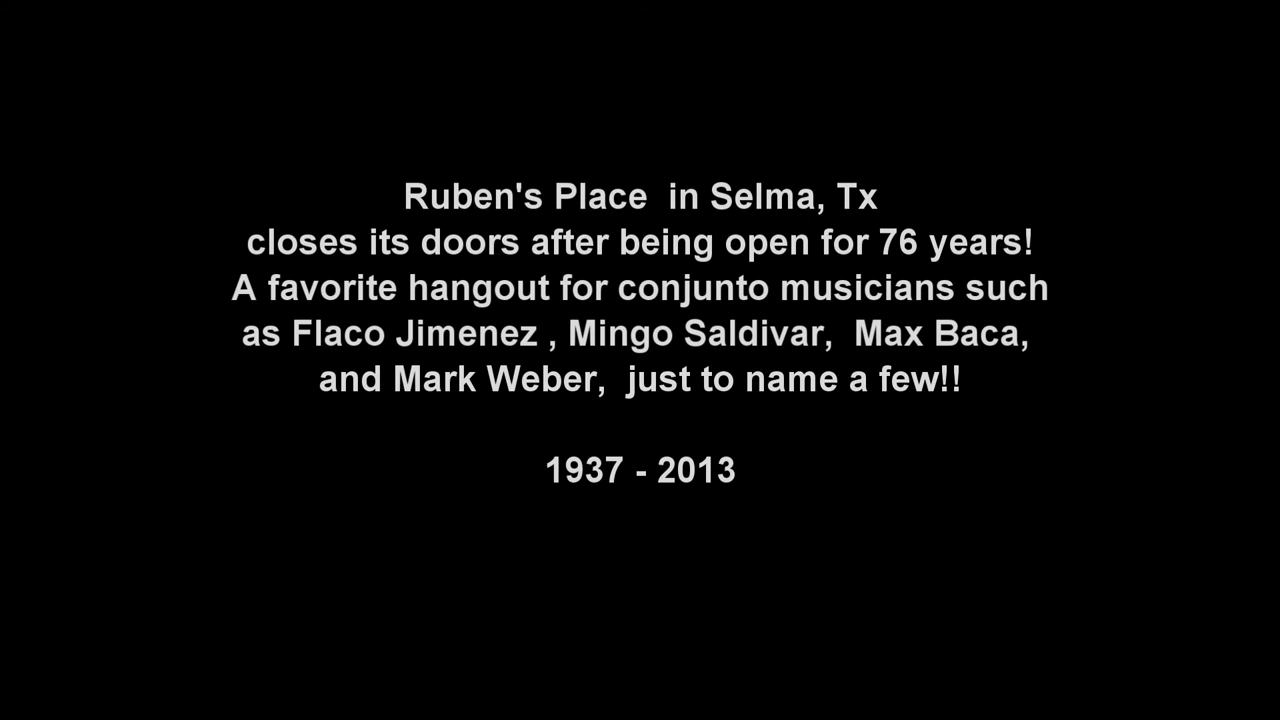 Ruben's Place  in Selma, Tx
closes its doors after being open for 76 years!
A favorite hangout for conjunto musicians such
as Flaco Jimenez , Mingo Saldivar,  Max Baca,
and Mark Weber,  just to name a few!!
1937 - 2013